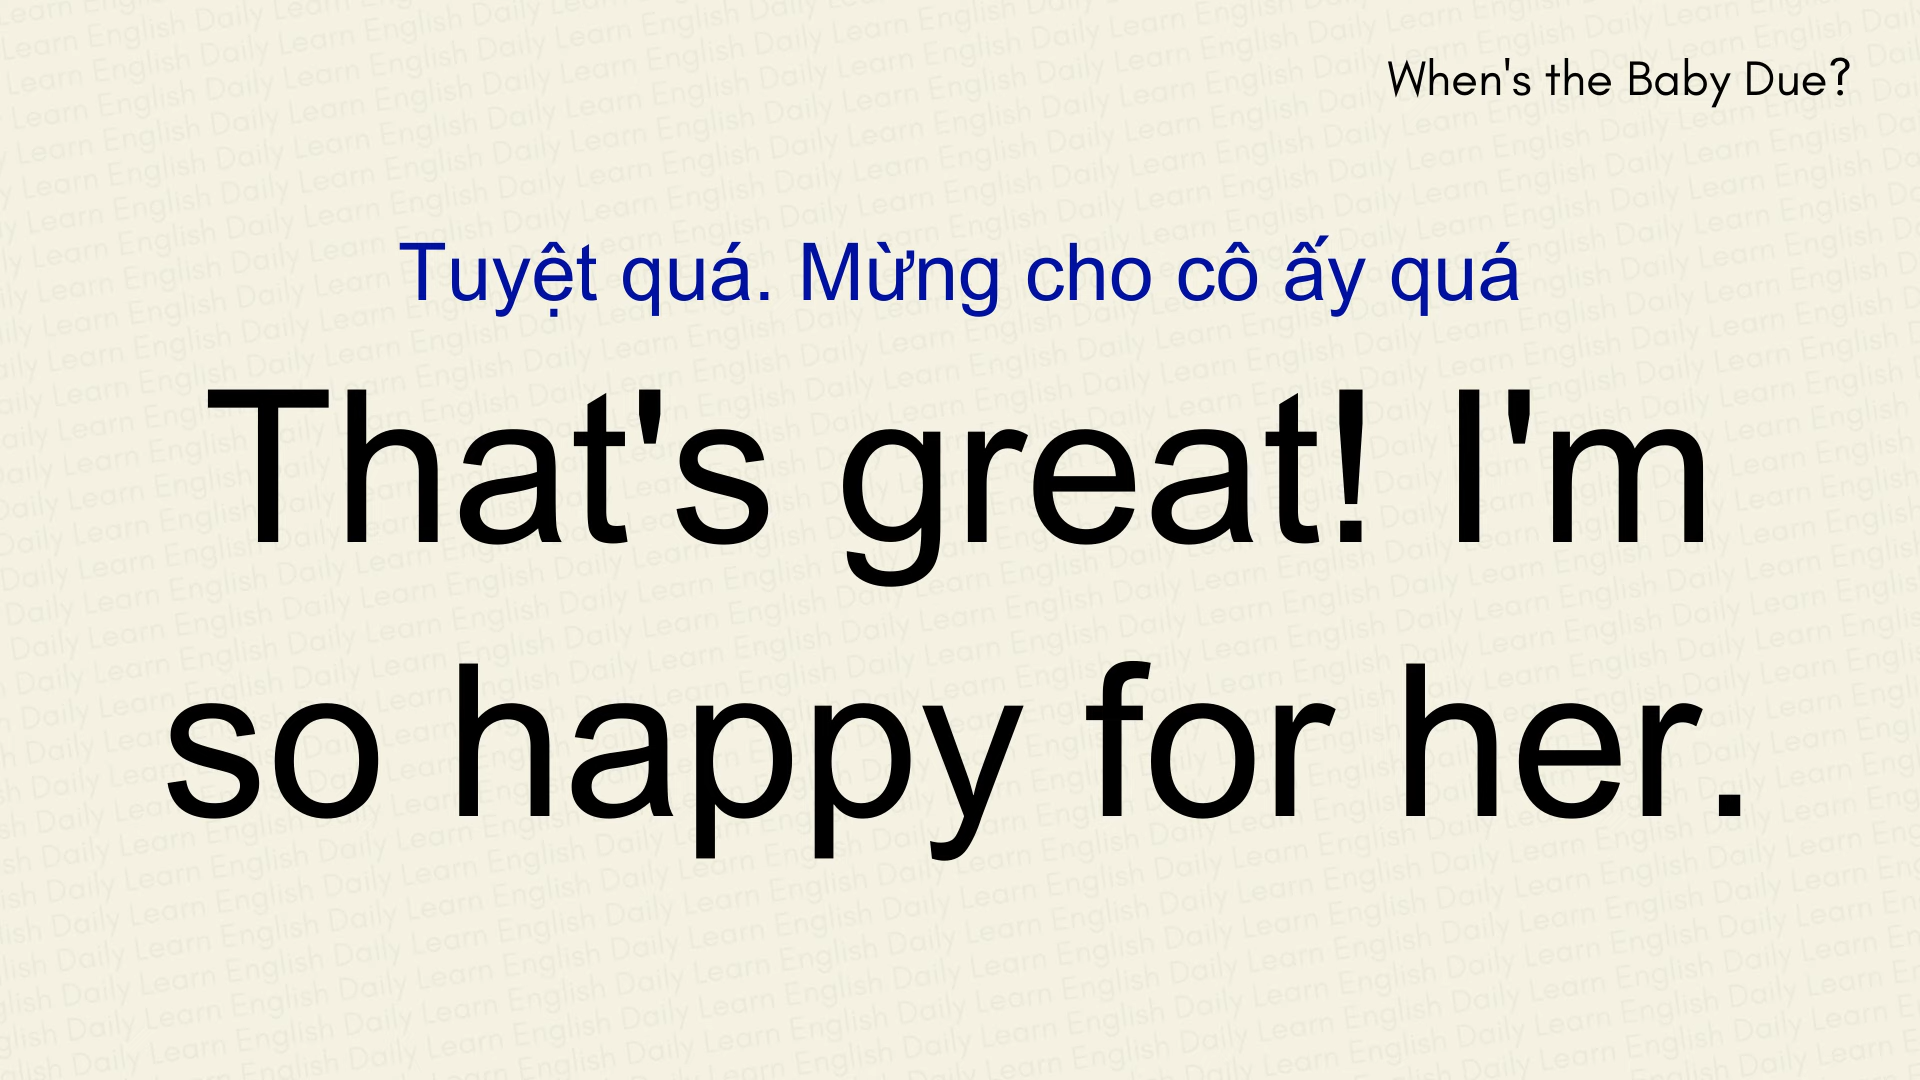 When's the Baby Due?
Tuyệt quá. Mừng cho cô ấy quá
That's great! I'm
so happy for her.